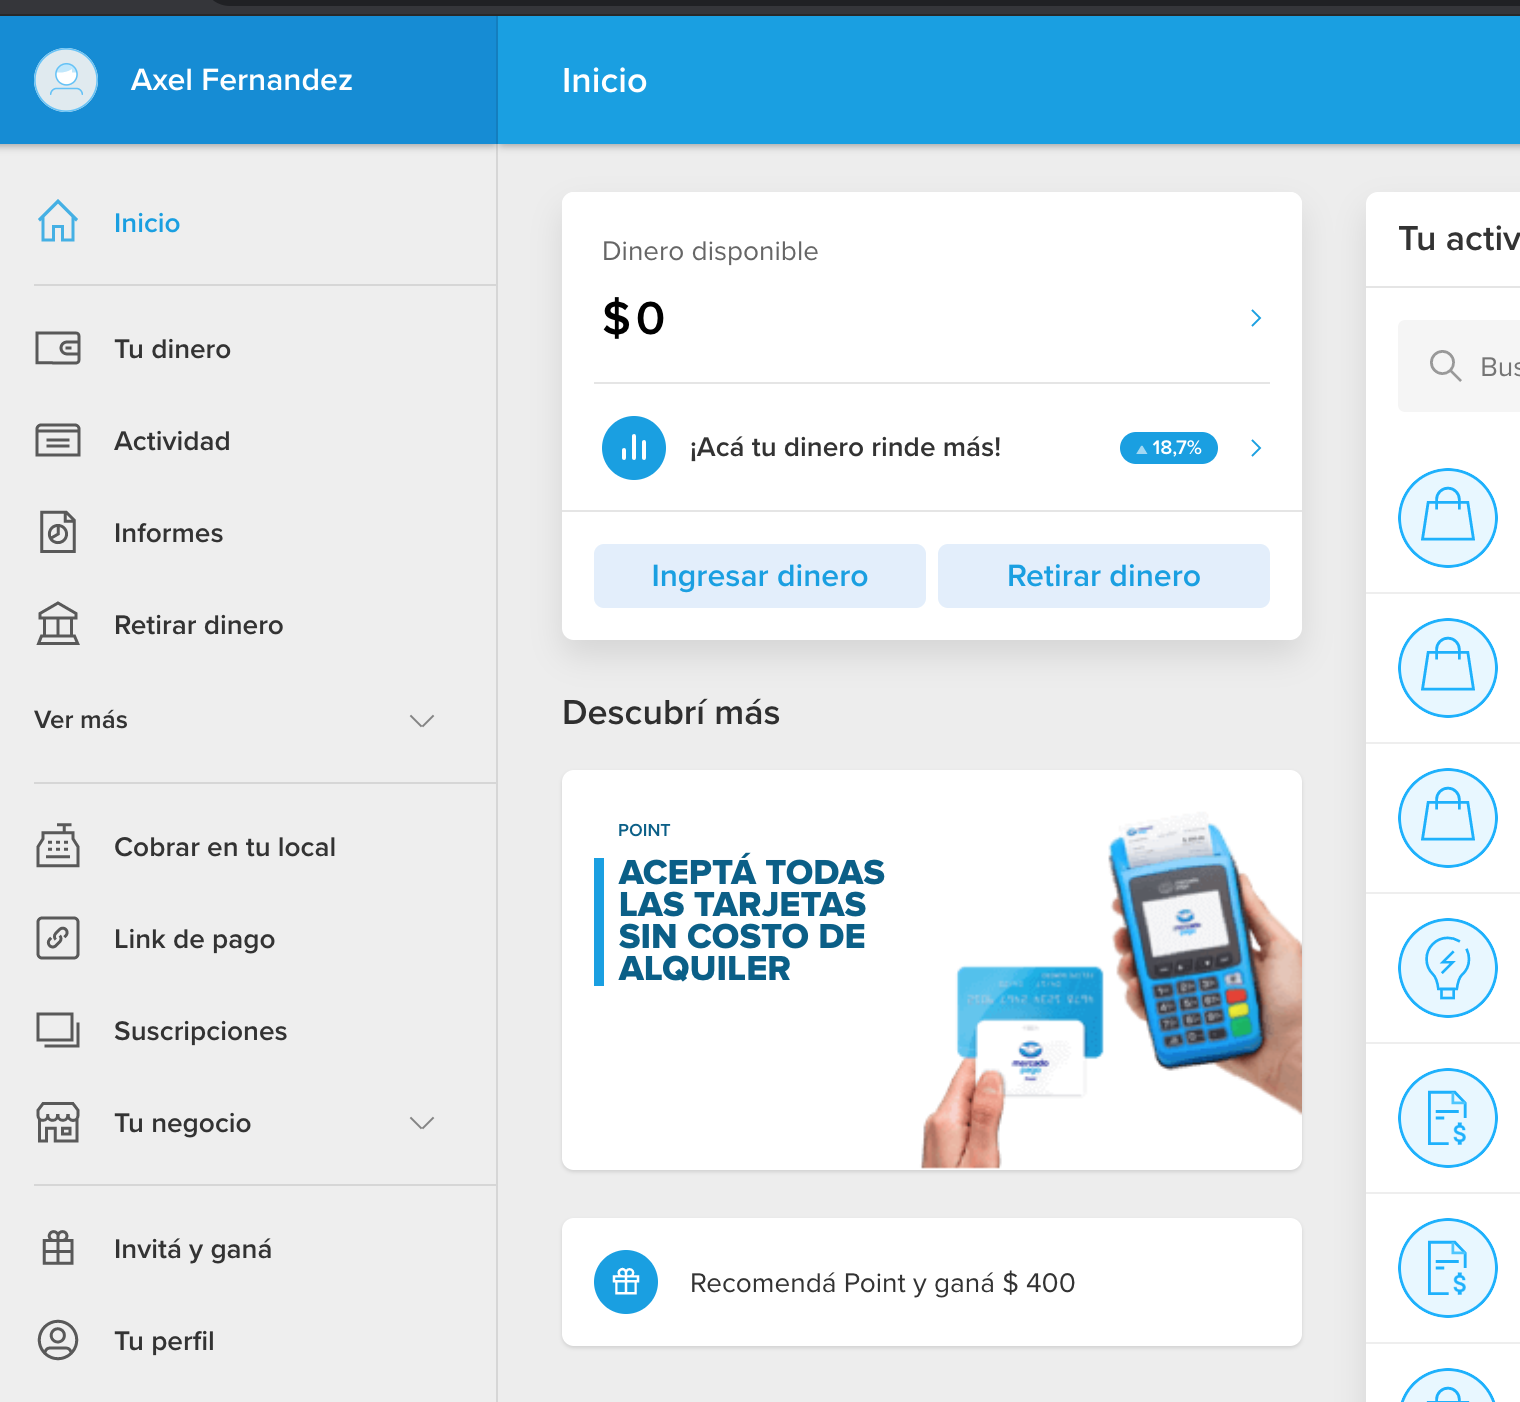 Axel Fernandez
Inicio
Inicio
Tu dinero
Actividad
Informes
Retirar dinero
Ver más
Cobrar en tu local
Link de pago
Suscripciones
Tu negocio
Invitá y ganá
Tu perfil
Dinero disponible
$ 0
¡Acá tu dinero rinde más!
18,7%
Ingresar dinero
Retirar dinero
Descubrí más
POINT
ACEPTÁ TODAS
LAS TARJETAS
SIN COSTO DE
ALQUILER
mercado
pago
Recomendá Point y ganá $ 400
Tu activ
Bus